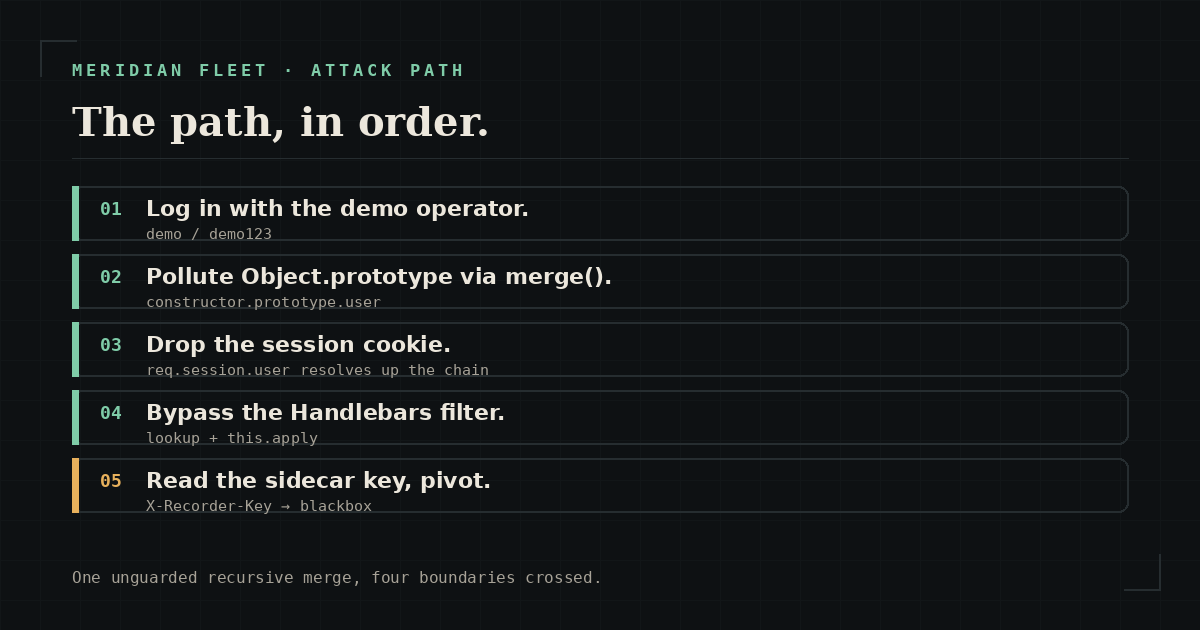 MERIDIAN FLEET · ATTACK PATH
The path, in order.
01 Log in with the demo operator.
demo / demo123
02 Pollute Object.prototype via merge().
constructor.prototype.user
03 Drop the session cookie.
req.session.user resolves up the chain
04 Bypass the Handlebars filter.
lookup + this.apply
05 Read the sidecar key, pivot.
X-Recorder-Key → blackbox
One unguarded recursive merge, four boundaries crossed.